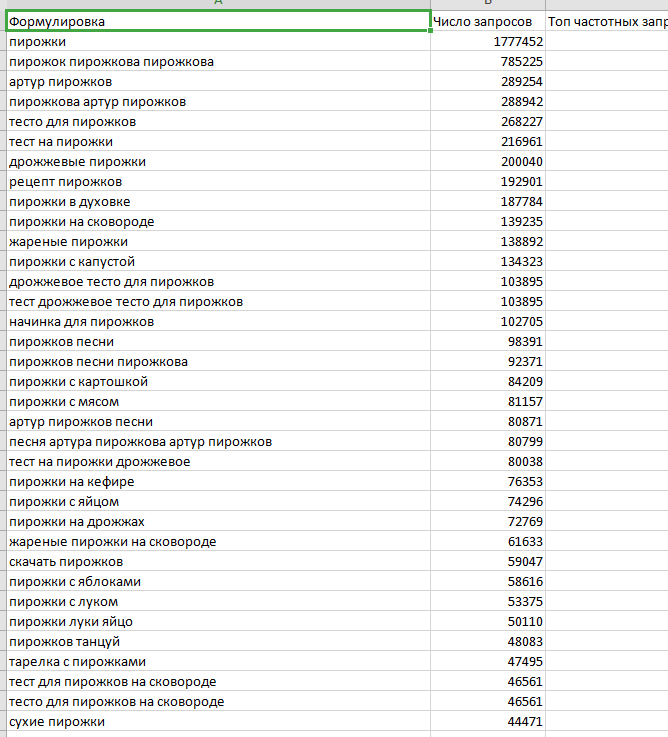 Формулировка Число запросов Топ частотных запр
пирожки 1777452
пирожок пирожкова пирожкова 785225
артур пирожков 289254
пирожкова артур пирожков 288942
тесто для пирожков 268227
тест на пирожки 216961
дрожжевые пирожки 200040
рецепт пирожков 192901
пирожки в духовке 187784
пирожки на сковороде 139235
жареные пирожки 138892
пирожки с капустой 134323
дрожжевое тесто для пирожков 103895
тест дрожжевое тесто для пирожков 103895
начинка для пирожков 102705
пирожков песни 98391
пирожков песни пирожкова 92371
пирожки с картошкой 84209
пирожки с мясом 81157
артур пирожков песни 80871
песня артура пирожкова артур пирожков 80799
тест на пирожки дрожжевое 80038
пирожки на кефире 76353
пирожки с яйцом 74296
пирожки на дрожжах 72769
жареные пирожки на сковороде 61633
скачать пирожков 59047
пирожки с яблоками 58616
пирожки с луком 53375
пирожки луки яйцо 50110
пирожков танцуй 48083
тарелка с пирожками 47495
тест для пирожков на сковороде 46561
тесто для пирожков на сковороде 46561
сухие пирожки 44471